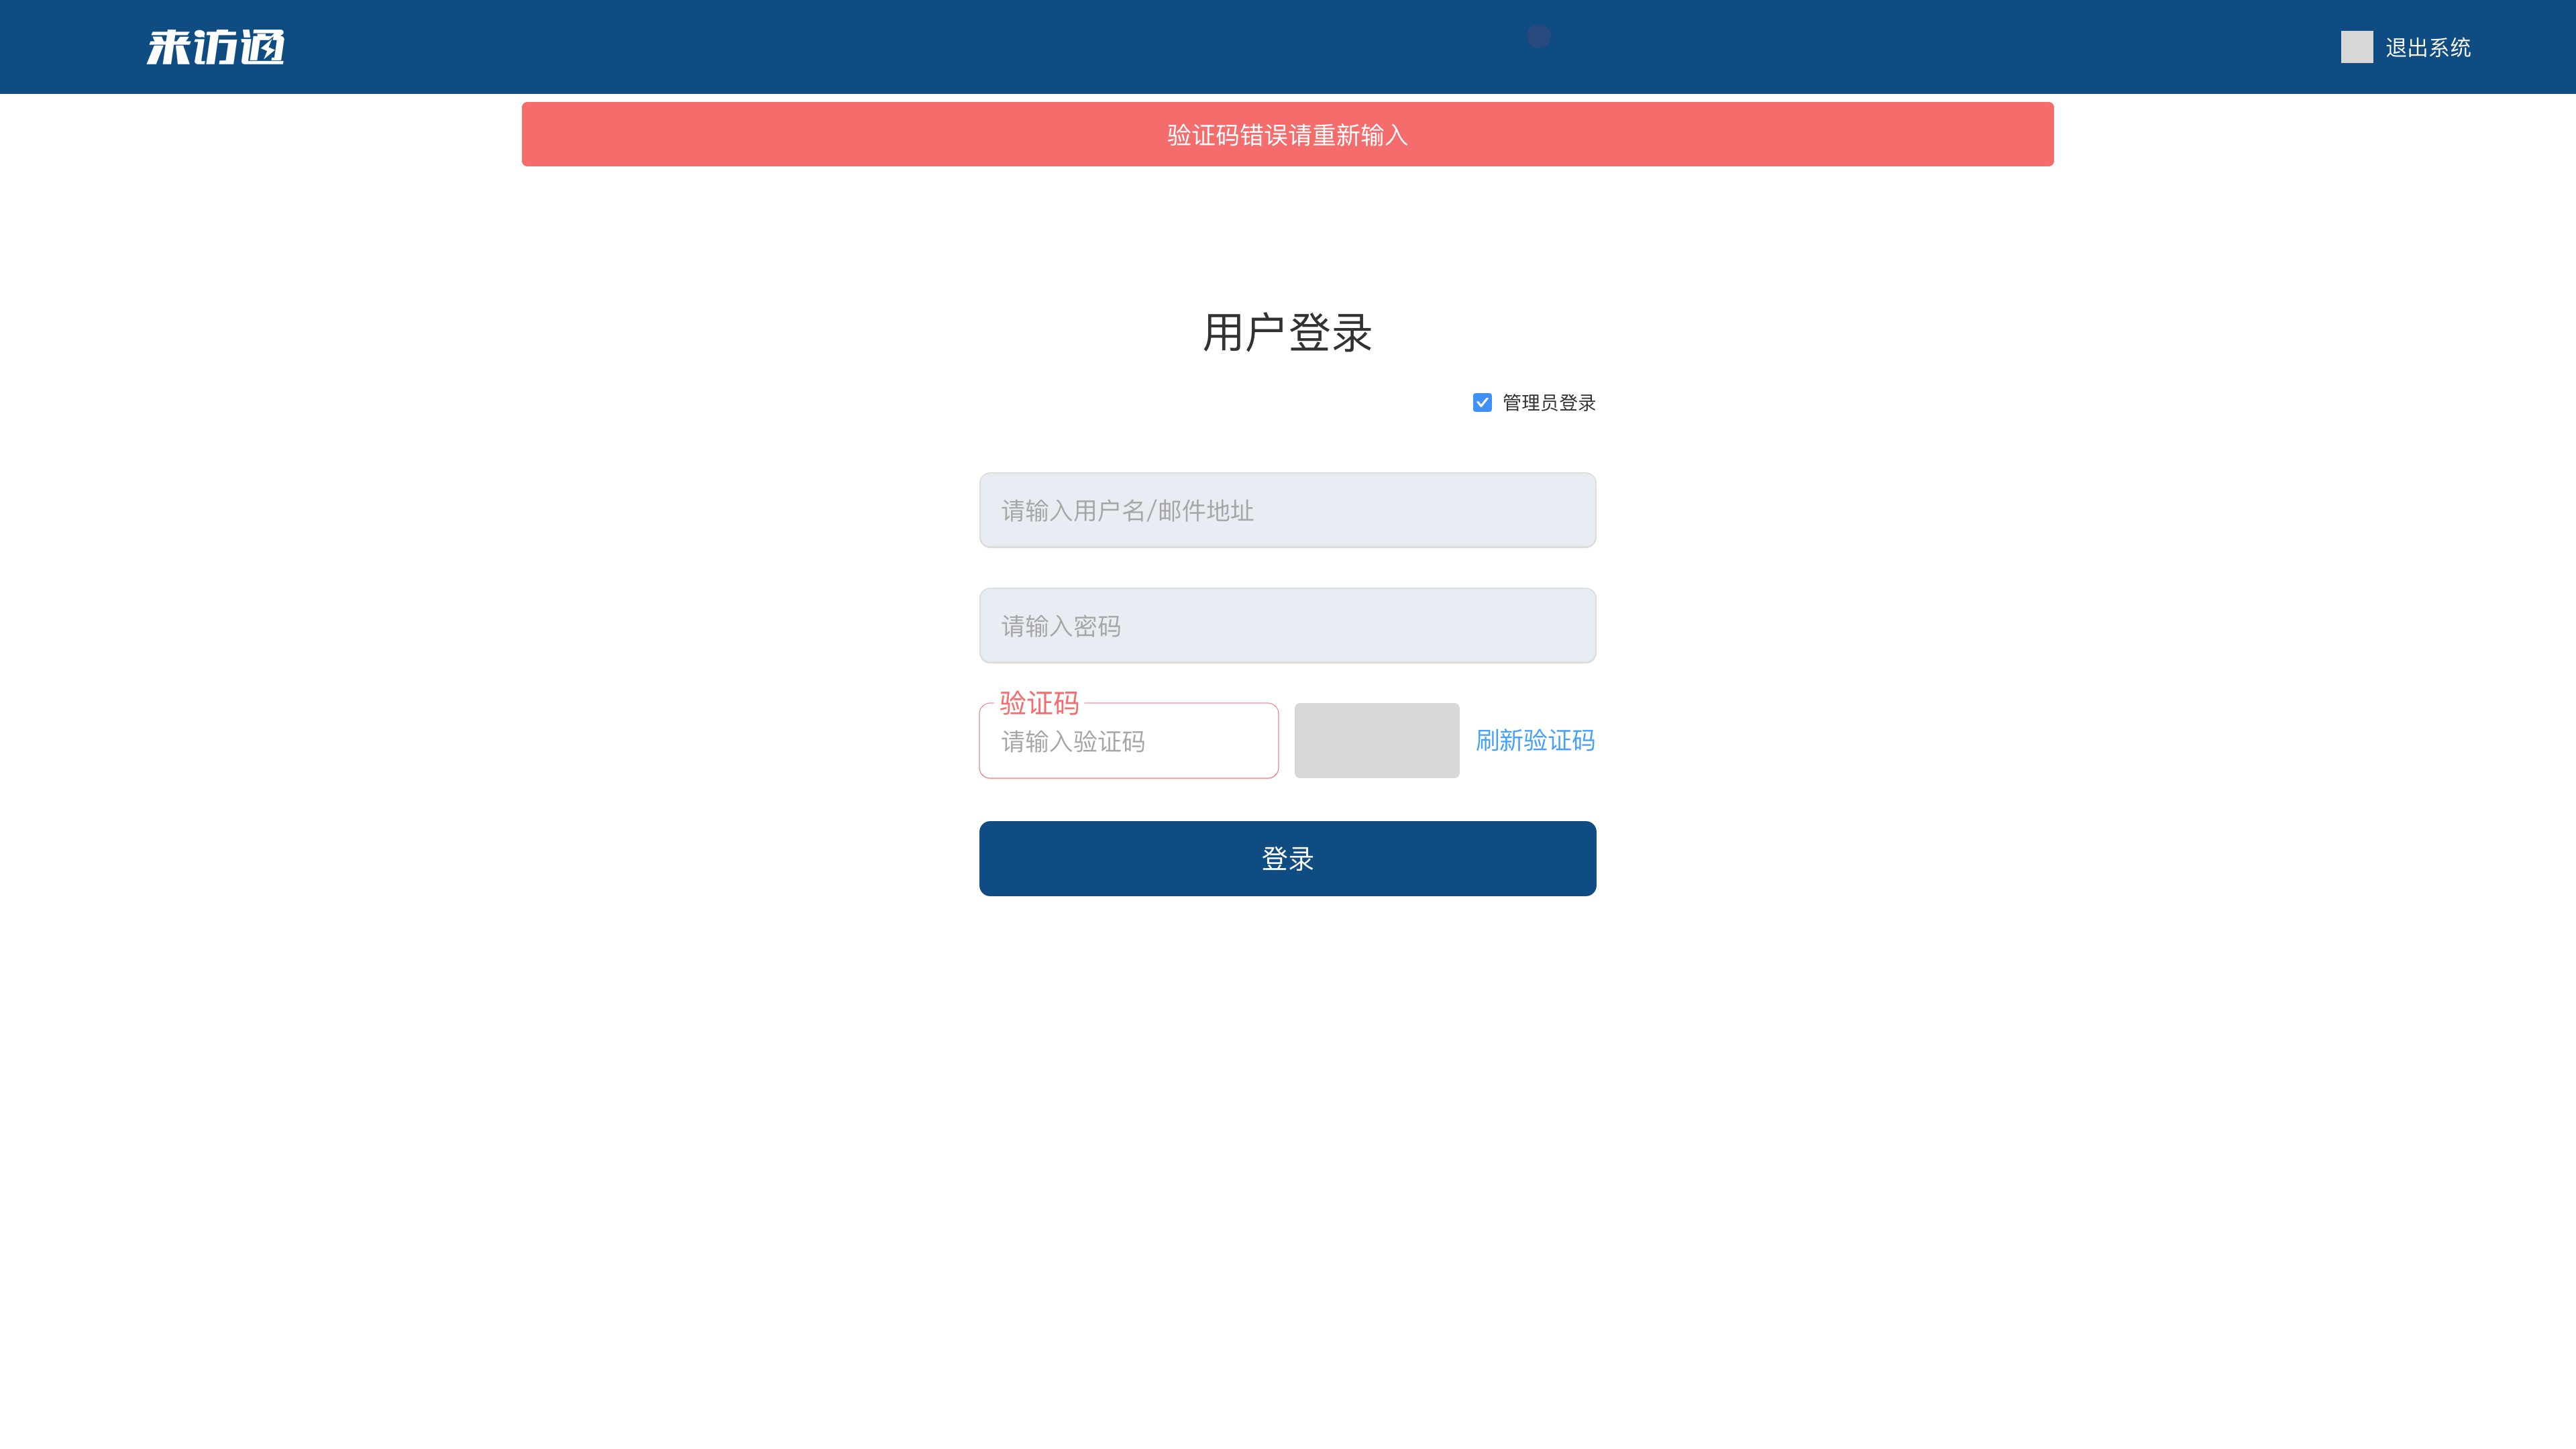 来访通
退出系统
验证码错误请重新输入
用户登录
管理员登录
请输入用户名/邮件地址
请输入密码
验证码
请输入验证码
刷新验证码
登录